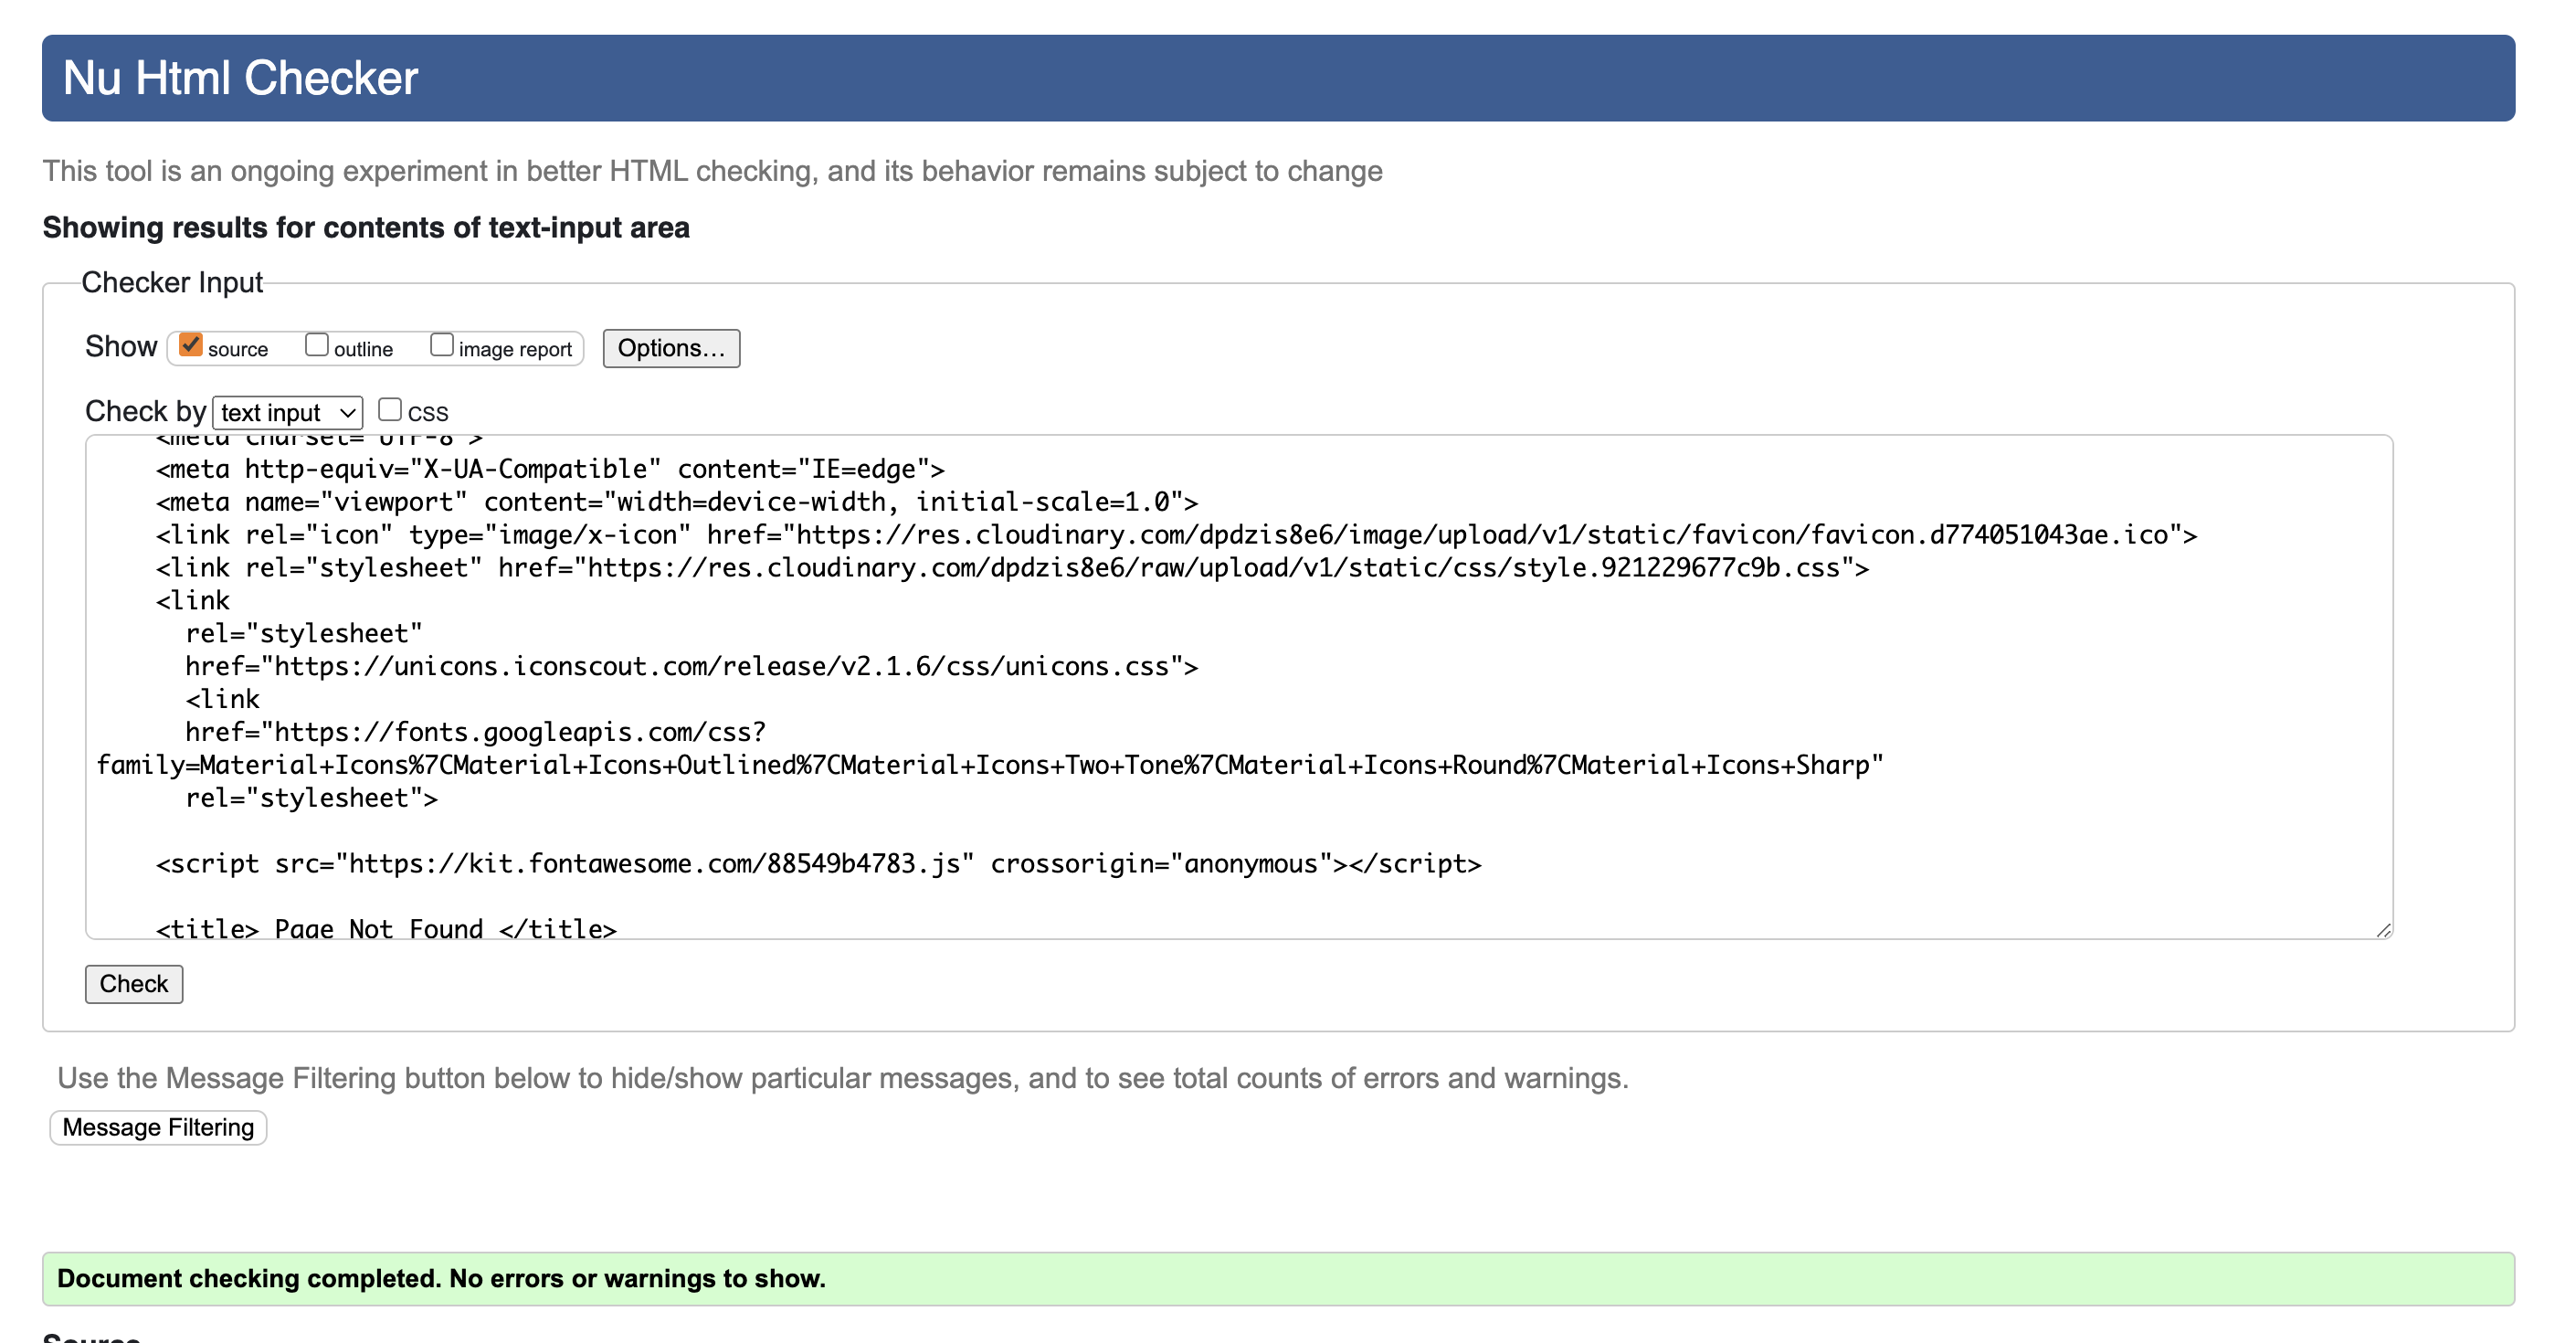 Nu Html Checker
This tool is an ongoing experiment in better HTML checking, and its behavior remains subject to change
Showing results for contents of text-input area
Checker Input
Show source outline image report Options...
Check by text input CSS
<meta charset="UTF-8">
<meta http-equiv="X-UA-Compatible" content="IE=edge">
<meta name="viewport" content="width=device-width, initial-scale=1.0">
<link rel="icon" type="image/x-icon" href="https://res.cloudinary.com/dpdzis8e6/image/upload/v1/static/favicon/favicon.d774051043ae.ico">
<link rel="stylesheet" href="https://res.cloudinary.com/dpdzis8e6/raw/upload/v1/static/css/style.921229677c9b.css">
<link
rel="stylesheet"
href="https://unicons.iconscout.com/release/v2.1.6/css/unicons.css">
<link
href="https://fonts.googleapis.com/css?
family=Material+Icons%7CMaterial+Icons+Outlined%7CMaterial+Icons+Two+Tone%7CMaterial+Icons+Round%7CMaterial+Icons+Sharp"
rel="stylesheet">
<script src="https://kit.fontawesome.com/88549b4783.js" crossorigin="anonymous"></script>
<title> Page Not Found </title>
Check
Use the Message Filtering button below to hide/show particular messages, and to see total counts of errors and warnings.
Message Filtering
Document checking completed. No errors or warnings to show.
Source